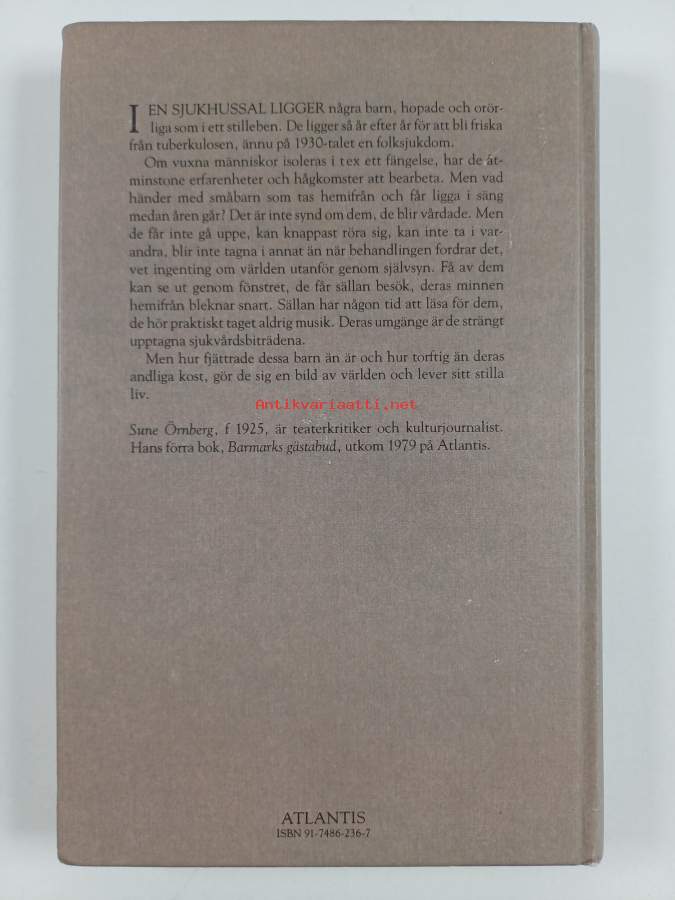 I EN SJUKHUSSAL LIGGER några barn, hopade och orör-
liga som i ett stilleben. De ligger så år efter år för att bli friska
från tuberkulosen, ännu på 1930-talet en folksjukdom.
Om vuxna människor isoleras i t ex ett fängelse, har de åt-
minstone erfarenheter och hågkomster att bearbeta. Men vad
händer med småbarn som tas hemifrån och får ligga i säng
medan åren går? Det är inte synd om dem, de blir vårdade. Men
de får inte gå uppe, kan knappast röra sig, kan inte ta i var-
andra, blir inte tagna i annat än när behandlingen fordrar det,
vet ingenting om världen utanför genom självsyn. Få av dem
kan se ut genom fönstret, de får sällan besök, deras minnen
hemifrån bleknar snart. Sällan har någon tid att läsa för dem,
de hör praktiskt taget aldrig musik. Deras umgänge är de strängt
upptagna sjukvårdsbiträdena.
Men hur fjättrade dessa barn än är och hur torftig än deras
andliga kost, gör de sig en bild av världen och lever sitt stilla
liv.
Antikvariaatti.net
Sune Örnberg, f 1925, är teaterkritiker och kulturjournalist.
Hans förra bok, Barmarks gästabud, utkom 1979 på Atlantis.
ATLANTIS
ISBN 91-7486-236-7